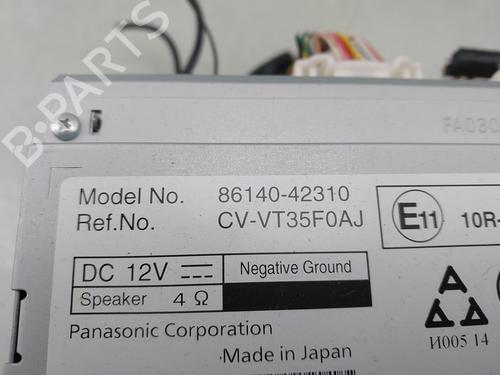 B-PARTS
FA030
Model No. 86140-42310
Ref.No. CV-VT35F0AJ
E11 10R-
DC 12V Negative Ground
Speaker 4 Ω
Panasonic Corporation
И005 14
Made in Japan